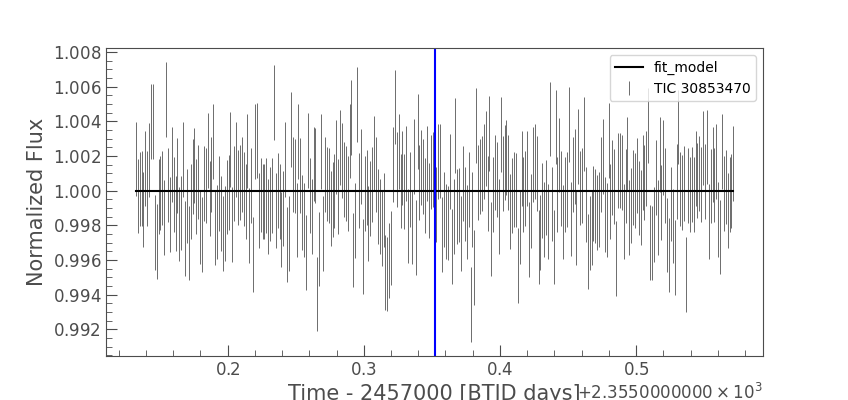 1.008
1.006
1.004
1.002
1.000
0.998
0.996
0.994
0.992
Normalized Flux
fit_model
TIC 30853470
0.2 0.3 0.4 0.5
Time - 2457000 [BTJD days]
+2.3550000000 × 10³